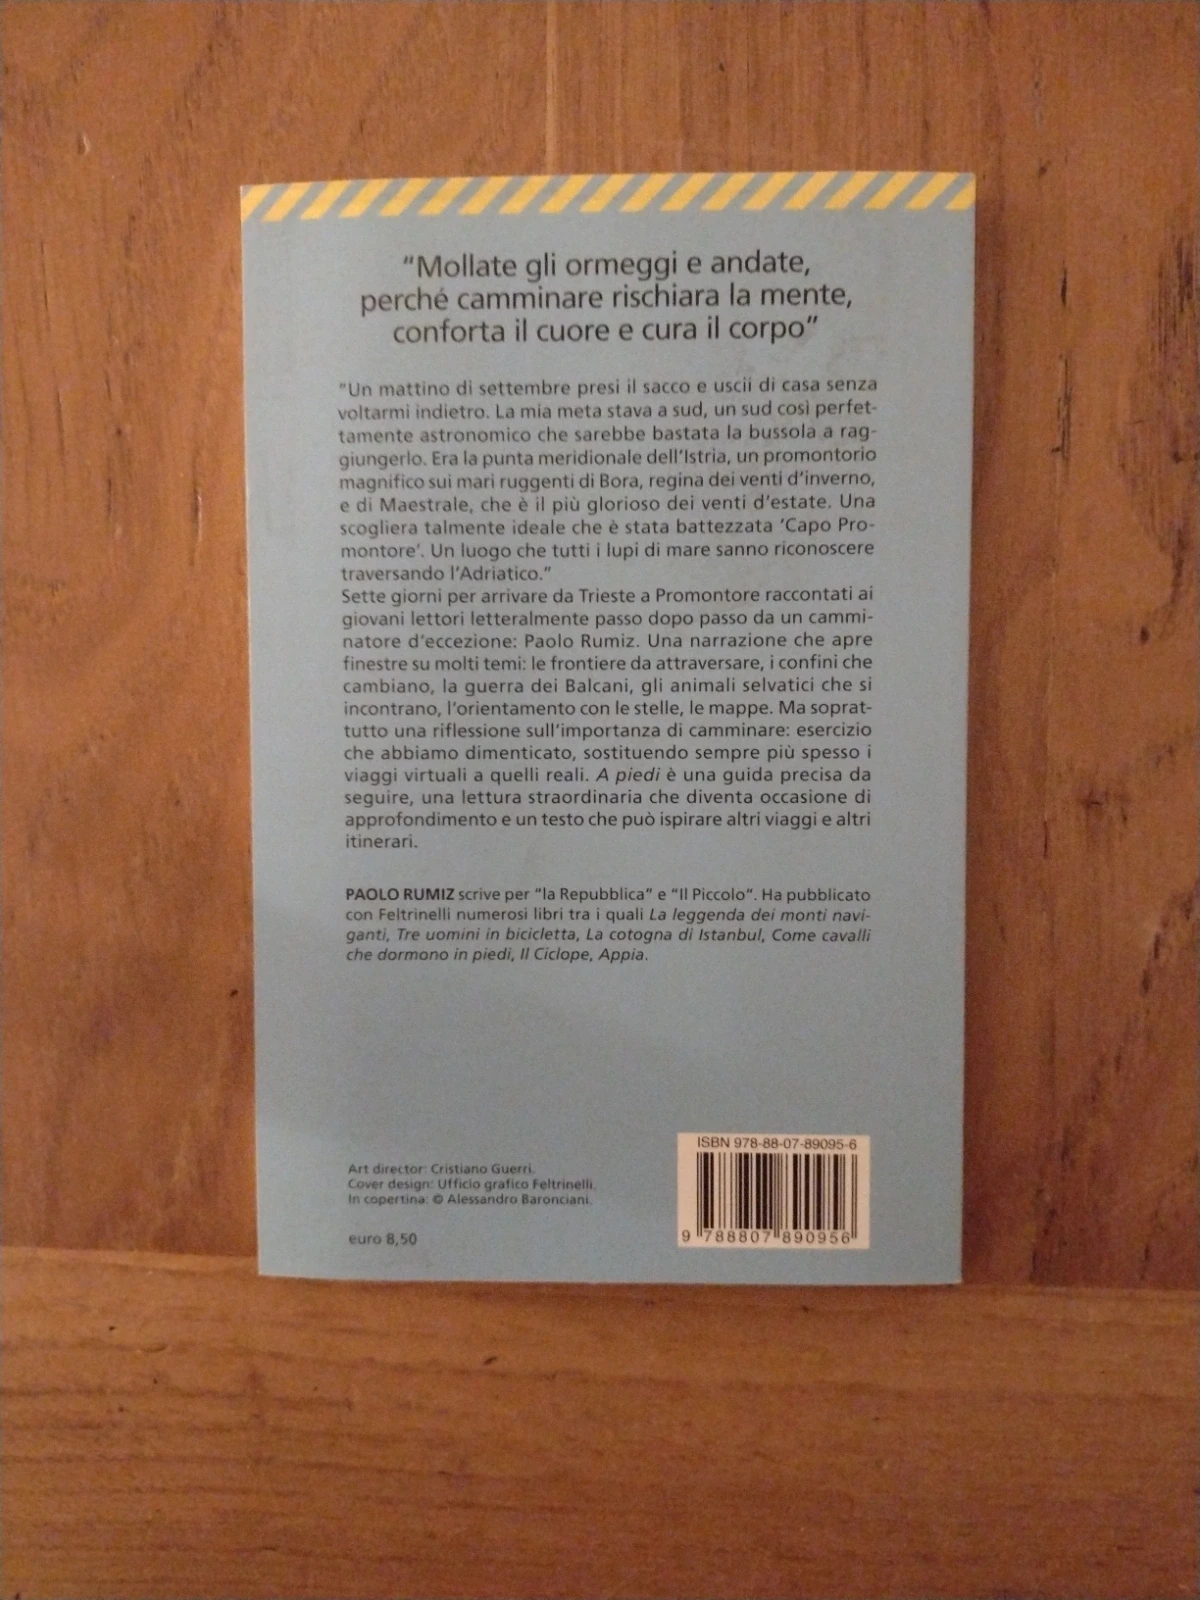 “Mollate gli ormeggi e andate,
perché camminare rischiara la mente,
conforta il cuore e cura il corpo”
“Un mattino di settembre presi il sacco e uscii di casa senza
voltarmi indietro. La mia meta stava a sud, un sud così perfet-
tamente astronomico che sarebbe bastata la bussola a rag-
giungerlo. Era la punta meridionale dell’Istria, un promontorio
magnifico sui mari ruggenti di Bora, regina dei venti d’inverno,
e di Maestrale, che è il più glorioso dei venti d’estate. Una
scogliera talmente ideale che è stata battezzata ‘Capo Pro-
montore’. Un luogo che tutti i lupi di mare sanno riconoscere
traversando l’Adriatico.”
Sette giorni per arrivare da Trieste a Promontore raccontati ai
giovani lettori letteralmente passo dopo passo da un cammi-
natore d’eccezione: Paolo Rumiz. Una narrazione che apre
finestre su molti temi: le frontiere da attraversare, i confini che
cambiano, la guerra dei Balcani, gli animali selvatici che si
incontrano, l’orientamento con le stelle, le mappe. Ma soprat-
tutto una riflessione sull’importanza di camminare: esercizio
che abbiamo dimenticato, sostituendo sempre più spesso i
viaggi virtuali a quelli reali. A piedi è una guida precisa da
seguire, una lettura straordinaria che diventa occasione di
approfondimento e un testo che può ispirare altri viaggi e altri
itinerari.
PAOLO RUMIZ scrive per “la Repubblica” e “Il Piccolo”. Ha pubblicato
con Feltrinelli numerosi libri tra i quali La leggenda dei monti navi-
ganti, Tre uomini in bicicletta, La cotogna di Istanbul, Come cavalli
che dormono in piedi, Il Ciclope, Appia.
Art director: Cristiano Guerri.
Cover design: Ufficio grafico Feltrinelli.
In copertina: © Alessandro Baronciani.
euro 8,50
ISBN 978-88-07-89095-6
9 788807 890956